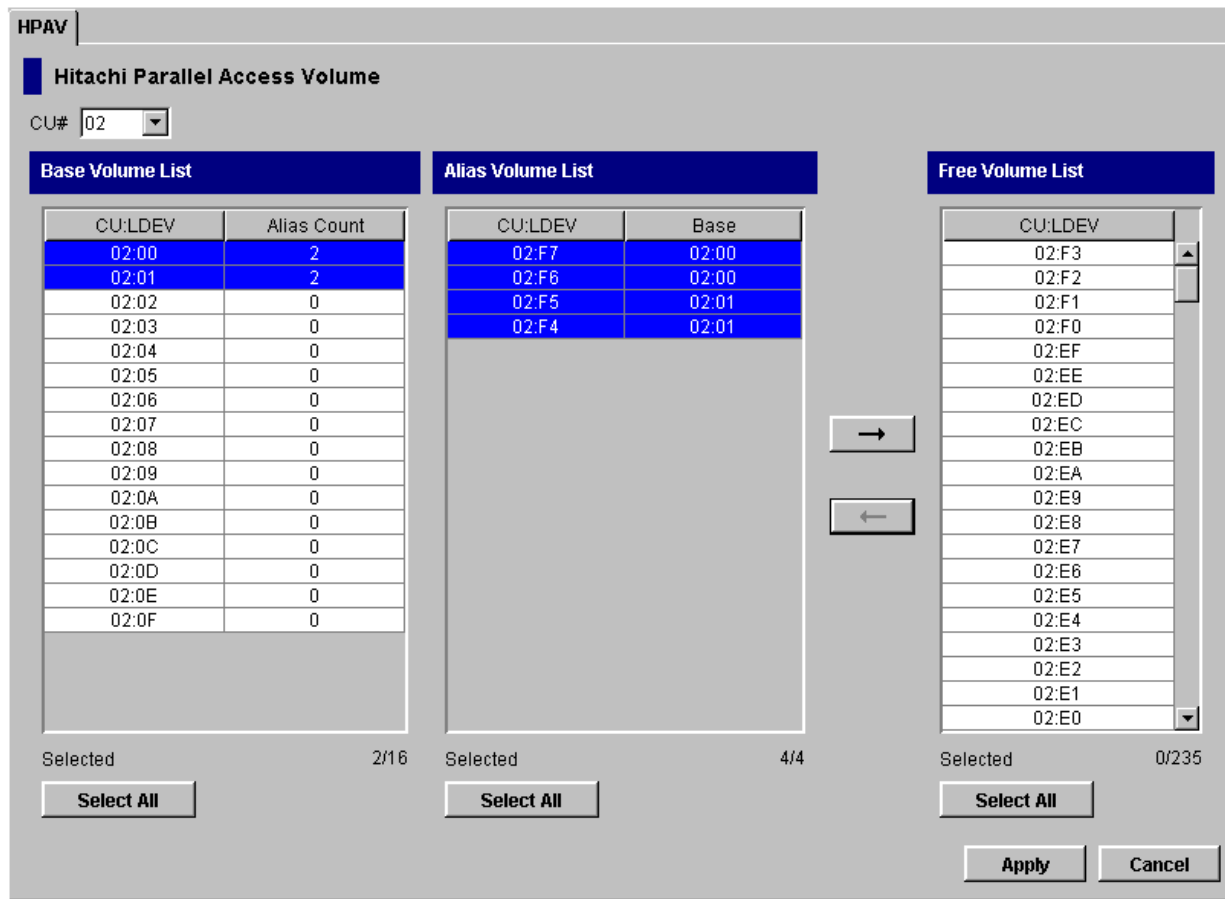 HPAV
Hitachi Parallel Access Volume
CU# 02
Base Volume List
CU:LDEV Alias Count
02:00 2
02:01 2
02:02 0
02:03 0
02:04 0
02:05 0
02:06 0
02:07 0
02:08 0
02:09 0
02:0A 0
02:0B 0
02:0C 0
02:0D 0
02:0E 0
02:0F 0
Selected 2/16
Select All
Alias Volume List
CU:LDEV Base
02:F7 02:00
02:F6 02:00
02:F5 02:01
02:F4 02:01
Selected 4/4
Select All
→
←
Free Volume List
CU:LDEV
02:F3
02:F2
02:F1
02:F0
02:EF
02:EE
02:ED
02:EC
02:EB
02:EA
02:E9
02:E8
02:E7
02:E6
02:E5
02:E4
02:E3
02:E2
02:E1
02:E0
Selected 0/235
Select All
Apply Cancel